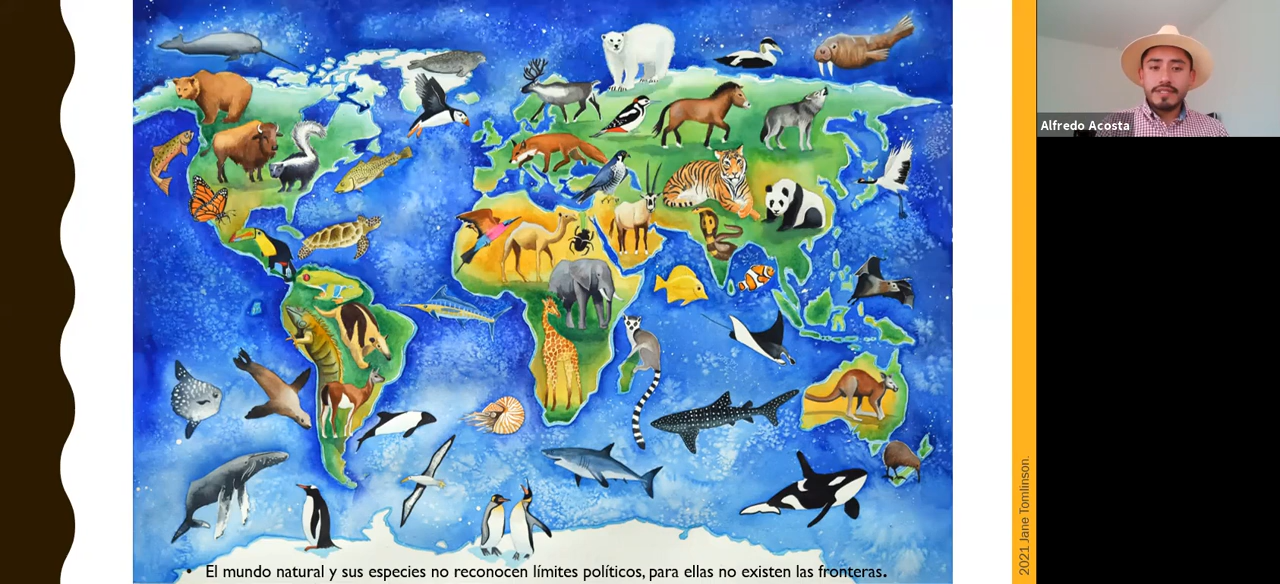 Alfredo Acosta
2021 Jane Tomlinson.
• El mundo natural y sus especies no reconocen límites políticos, para ellas no existen las fronteras.